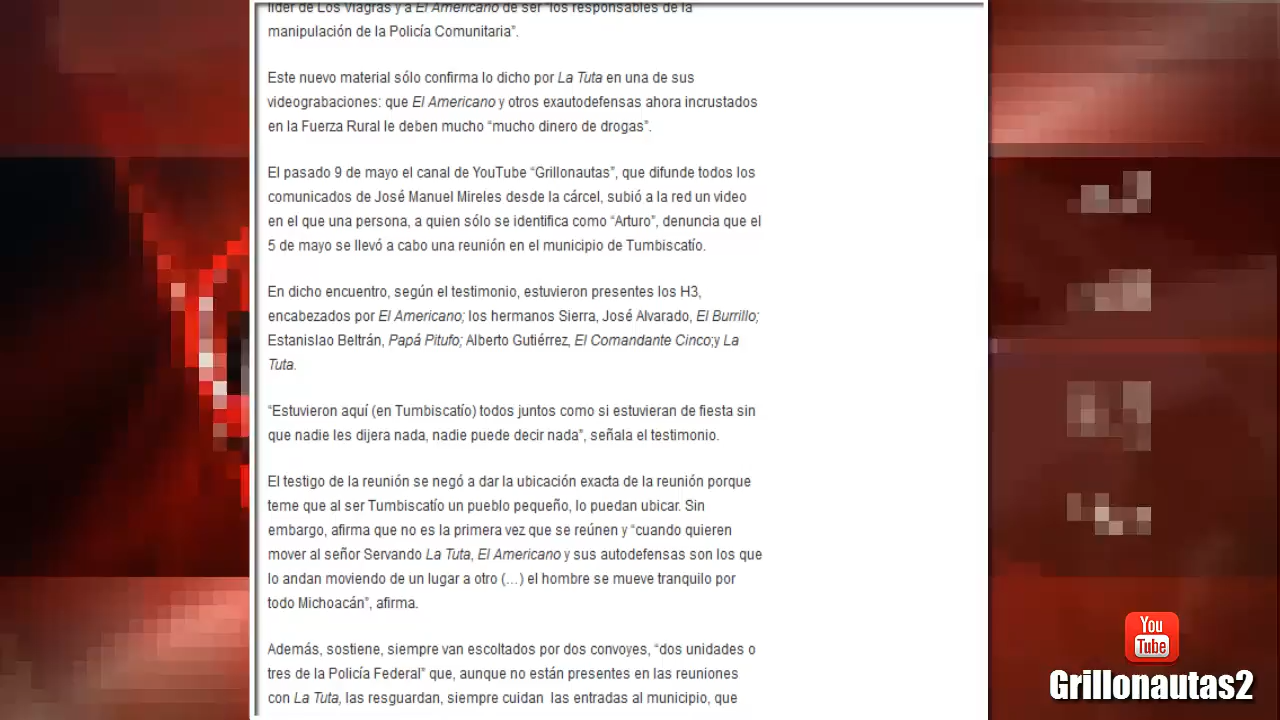 líder de Los Viagras y a El Americano de ser "los responsables de la
manipulación de la Policía Comunitaria”.
Este nuevo material sólo confirma lo dicho por La Tuta en una de sus
videograbaciones: que El Americano y otros exautodefensas ahora incrustados
en la Fuerza Rural le deben mucho “mucho dinero de drogas”.
El pasado 9 de mayo el canal de YouTube “Grillonautas”, que difunde todos los
comunicados de José Manuel Mireles desde la cárcel, subió a la red un video
en el que una persona, a quien sólo se identifica como “Arturo”, denuncia que el
5 de mayo se llevó a cabo una reunión en el municipio de Tumbiscatío.
En dicho encuentro, según el testimonio, estuvieron presentes los H3,
encabezados por El Americano; los hermanos Sierra, José Alvarado, El Burrillo;
Estanislao Beltrán, Papá Pitufo; Alberto Gutiérrez, El Comandante Cinco;y La
Tuta.
“Estuvieron aquí (en Tumbiscatío) todos juntos como si estuvieran de fiesta sin
que nadie les dijera nada, nadie puede decir nada”, señala el testimonio.
El testigo de la reunión se negó a dar la ubicación exacta de la reunión porque
teme que al ser Tumbiscatío un pueblo pequeño, lo puedan ubicar. Sin
embargo, afirma que no es la primera vez que se reúnen y “cuando quieren
mover al señor Servando La Tuta, El Americano y sus autodefensas son los que
lo andan moviendo de un lugar a otro (…) el hombre se mueve tranquilo por
todo Michoacán”, afirma.
Además, sostiene, siempre van escoltados por dos convoyes, “dos unidades o
tres de la Policía Federal” que, aunque no están presentes en las reuniones
con La Tuta, las resguardan, siempre cuidan las entradas al municipio, que
You
Tube
Grillonautas2